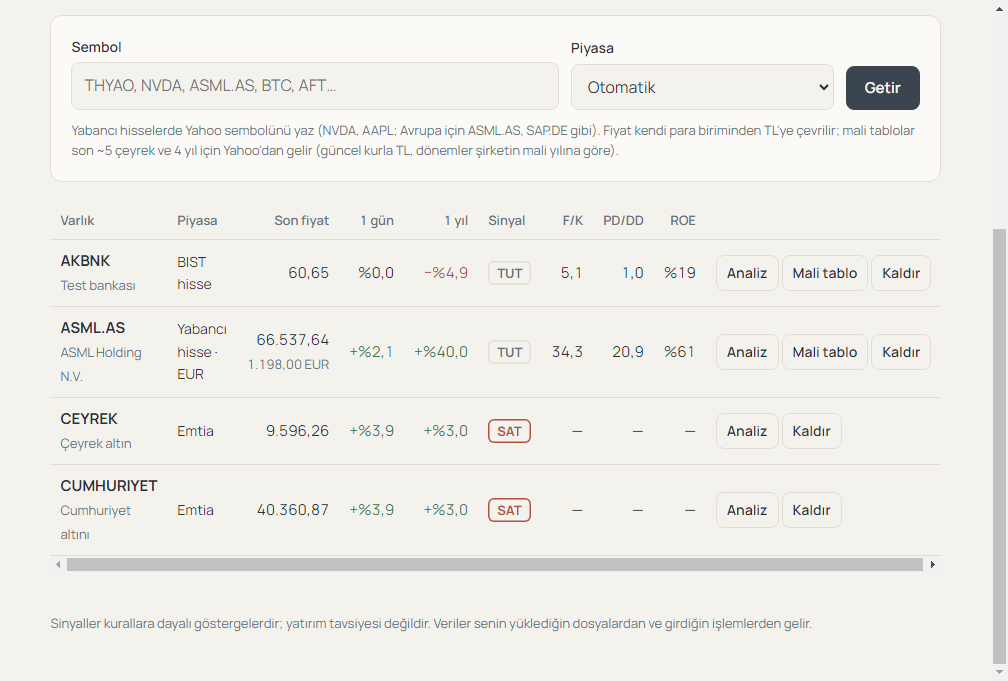 Sembol
Piyasa
THYAO, NVDA, ASML.AS, BTC, AFT…
Otomatik
Getir
Yabancı hisselerde Yahoo sembolünü yaz (NVDA, AAPL; Avrupa için ASML.AS, SAP.DE gibi). Fiyat kendi para biriminden TL'ye çevrilir; mali tablolar
son ~5 çeyrek ve 4 yıl için Yahoo'dan gelir (güncel kurla TL, dönemler şirketin mali yılına göre).
Varlık Piyasa Son fiyat 1 gün 1 yıl Sinyal F/K PD/DD ROE
AKBNK
Test bankası
BIST
hisse
60,65 %0,0 −%4,9 TUT 5,1 1,0 %19 Analiz Mali tablo Kaldır
ASML.AS
ASML Holding
N.V.
Yabancı
hisse ·
EUR
66.537,64
1.198,00 EUR
+%2,1 +%40,0 TUT 34,3 20,9 %61 Analiz Mali tablo Kaldır
CEYREK
Çeyrek altın
Emtia 9.596,26 +%3,9 +%3,0 SAT — — — Analiz Kaldır
CUMHURIYET
Cumhuriyet
altını
Emtia 40.360,87 +%3,9 +%3,0 SAT — — — Analiz Kaldır
Sinyaller kurallara dayalı göstergelerdir; yatırım tavsiyesi değildir. Veriler senin yüklediğin dosyalardan ve girdiğin işlemlerden gelir.